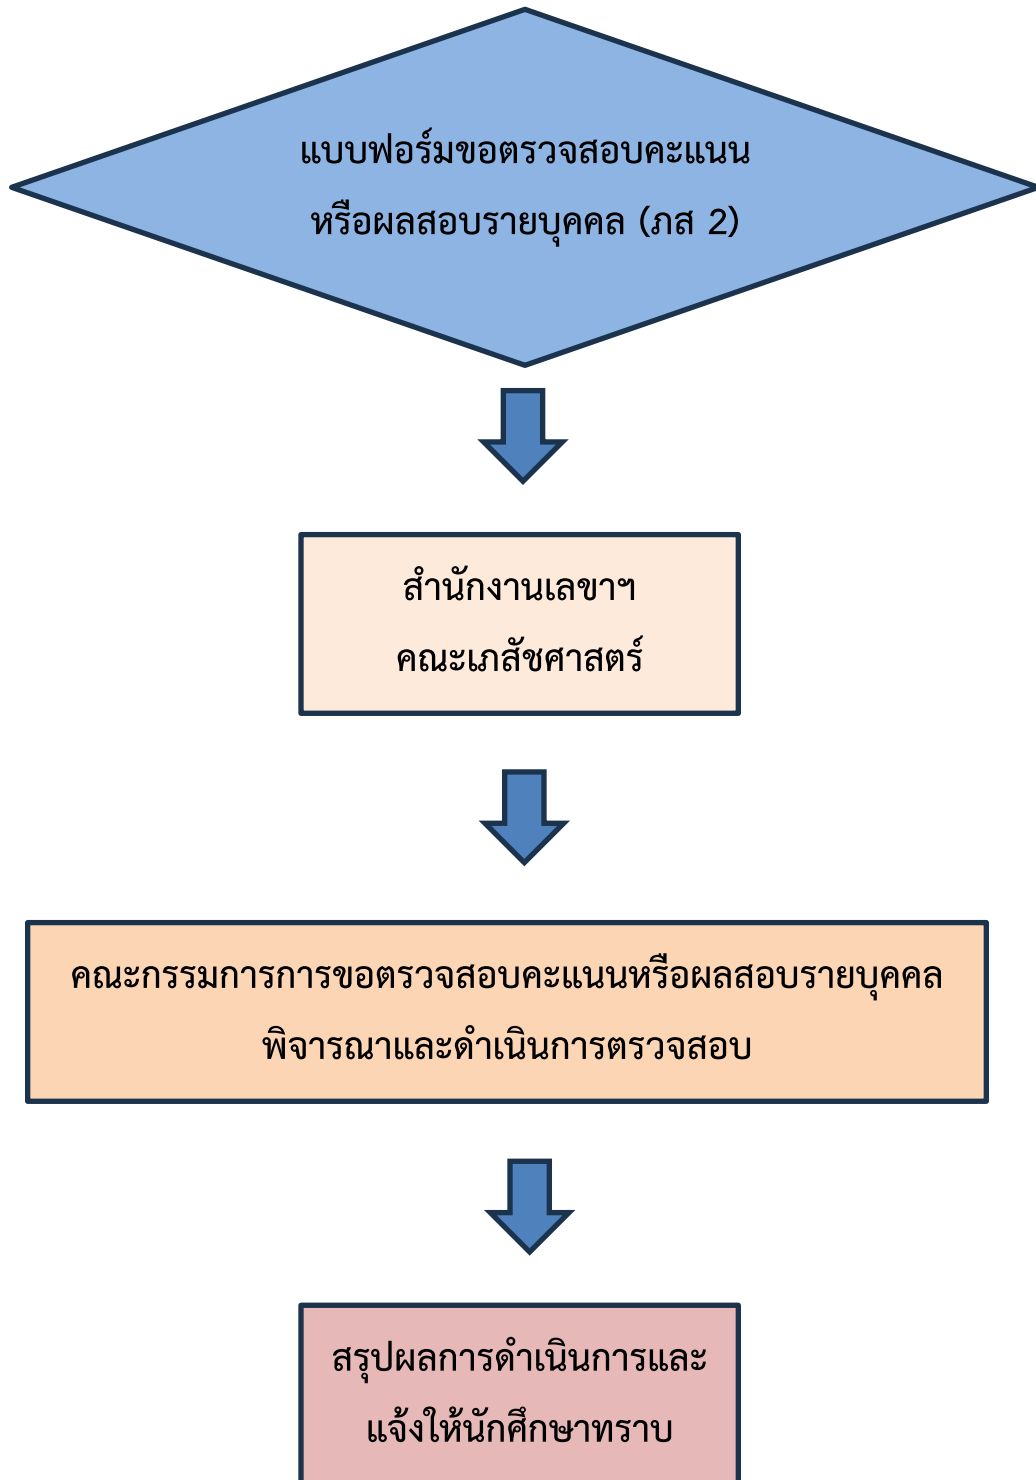 แบบฟอร์มขอตรวจสอบคะแนน
หรือผลสอบรายบุคคล (ภส 2)
สำนักงานเลขาฯ
คณะเภสัชศาสตร์
คณะกรรมการการขอตรวจสอบคะแนนหรือผลสอบรายบุคคล
พิจารณาและดำเนินการตรวจสอบ
สรุปผลการดำเนินการและ
แจ้งให้นักศึกษาทราบ